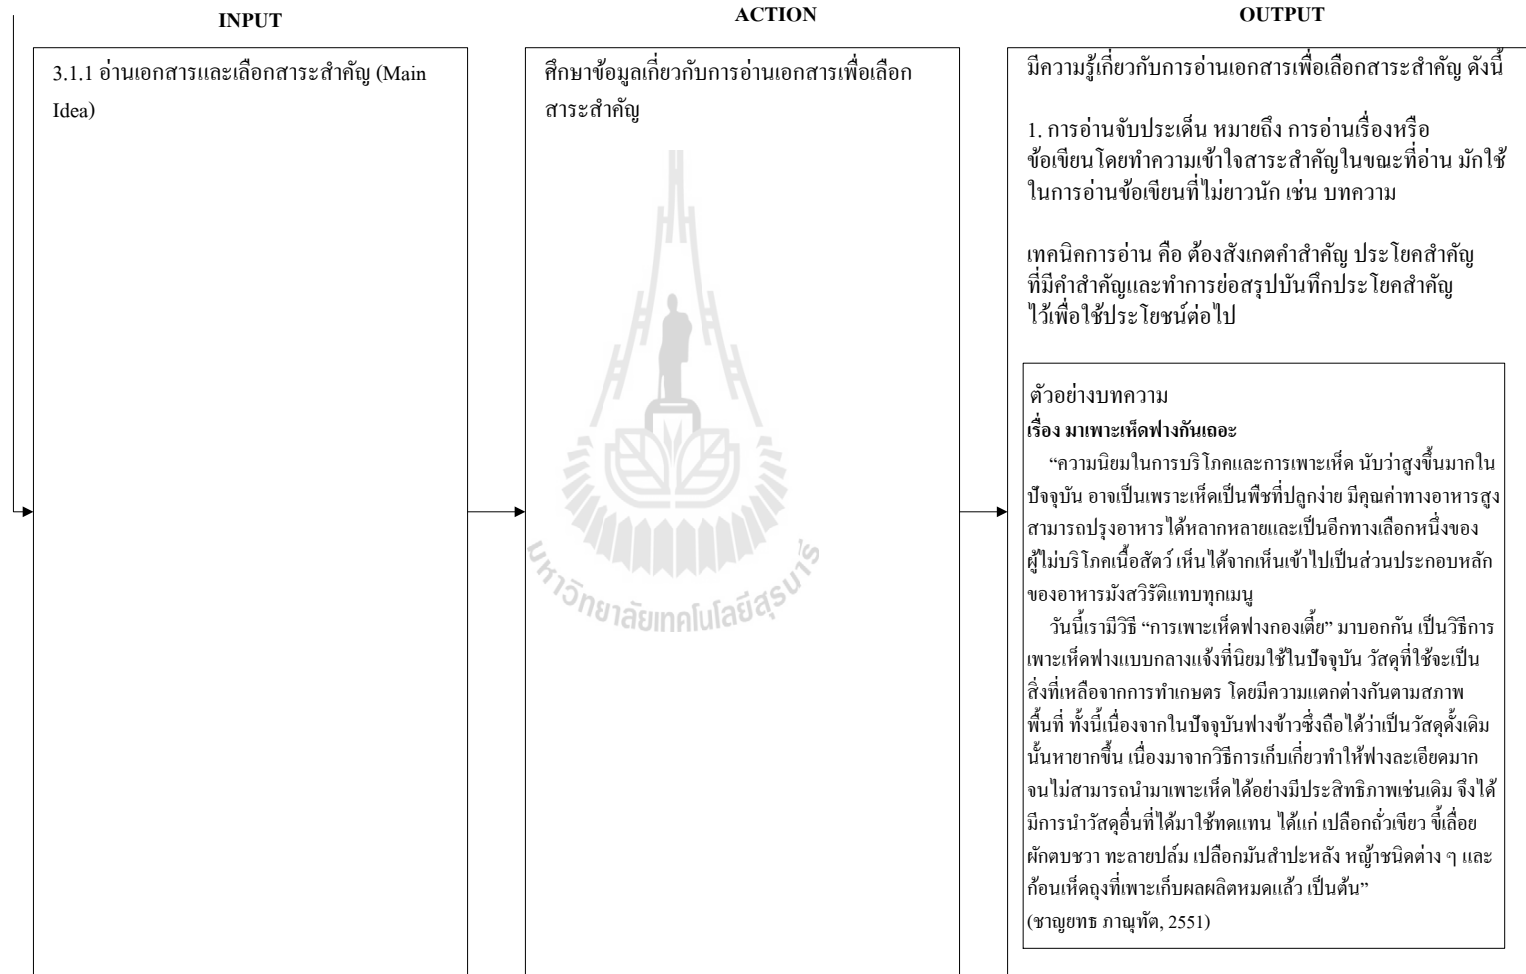 INPUT
ACTION
OUTPUT
3.1.1 อ่านเอกสารและเลือกสาระสำคัญ (Main
Idea)
ศึกษาข้อมูลเกี่ยวกับการอ่านเอกสารเพื่อเลือก
สาระสำคัญ
มีความรู้เกี่ยวกับการอ่านเอกสารเพื่อเลือกสาระสำคัญ ดังนี้
1. การอ่านจับประเด็น หมายถึง การอ่านเรื่องหรือ
ข้อเขียนโดยทำความเข้าใจสาระสำคัญในขณะที่อ่าน มักใช้
ในการอ่านข้อเขียนที่ไม่ยาวนัก เช่น บทความ
เทคนิคการอ่าน คือ ต้องสังเกตคำสำคัญ ประโยคสำคัญ
ที่มีคำสำคัญและทำการย่อสรุปบันทึกประโยคสำคัญ
ไว้เพื่อใช้ประโยชน์ต่อไป
ตัวอย่างบทความ
เรื่อง มาเพาะเห็ดฟางกันเถอะ
“ความนิยมในการบริโภคและการเพาะเห็ด นับว่าสูงขึ้นมากใน
ปัจจุบัน อาจเป็นเพราะเห็ดเป็นพืชที่ปลูกง่าย มีคุณค่าทางอาหารสูง
สามารถปรุงอาหารได้หลากหลายและเป็นอีกทางเลือกหนึ่งของ
ผู้ไม่บริโภคเนื้อสัตว์ เห็นได้จากเห็นเข้าไปเป็นส่วนประกอบหลัก
ของอาหารมังสวิรัติแทบทุกเมนู
วันนี้เรามีวิธี “การเพาะเห็ดฟางกองเตี้ย” มาบอกกัน เป็นวิธีการ
เพาะเห็ดฟางแบบกลางแจ้งที่นิยมใช้ในปัจจุบัน วัสดุที่ใช้จะเป็น
สิ่งที่เหลือจากการทำเกษตร โดยมีความแตกต่างกันตามสภาพ
พื้นที่ ทั้งนี้เนื่องจากในปัจจุบันฟางข้าวซึ่งถือได้ว่าเป็นวัสดุดั้งเดิม
นั้นหายากขึ้น เนื่องมาจากวิธีการเก็บเกี่ยวทำให้ฟางละเอียดมาก
จนไม่สามารถนำมาเพาะเห็ดได้อย่างมีประสิทธิภาพเช่นเดิม จึงได้
มีการนำวัสดุอื่นที่ได้มาใช้ทดแทน ได้แก่ เปลือกถั่วเขียว ขี้เลื่อย
ผักตบชวา ทะลายปล์ม เปลือกมันสำปะหลัง หญ้าชนิดต่าง ๆ และ
ก้อนเห็ดถุงที่เพาะเก็บผลผลิตหมดแล้ว เป็นต้น”
(ชาญยทธ ภาณุทัต, 2551)
มหาวิทยาลัยเทคโนโลยีสุรนารี